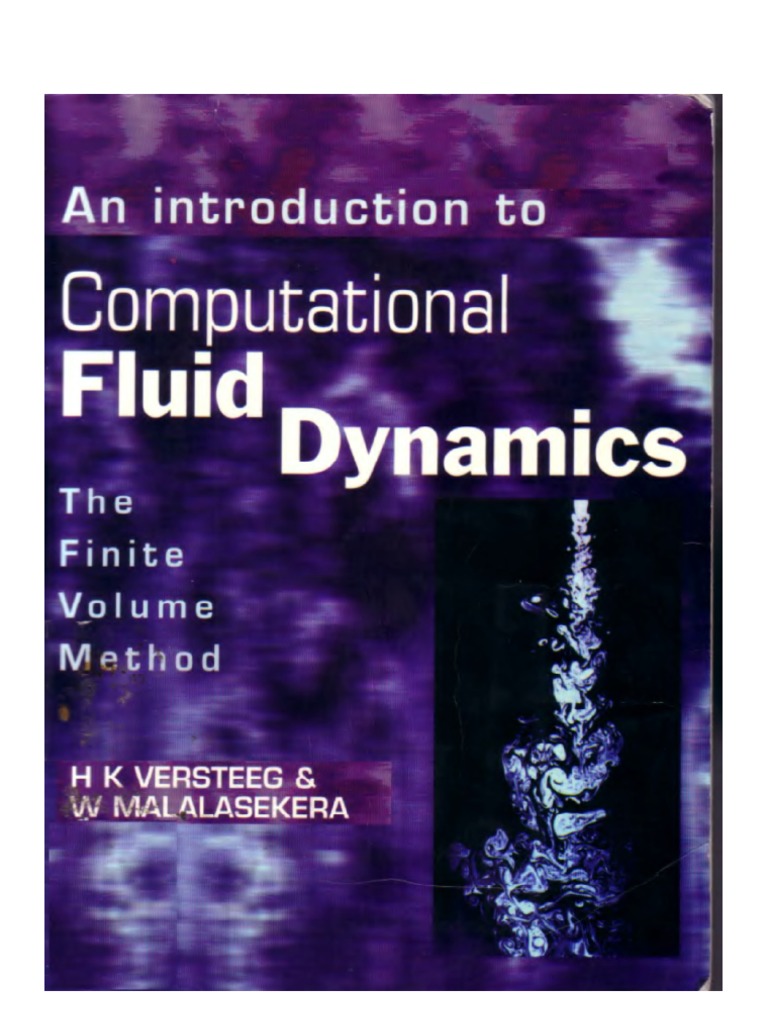 An introduction to
Computational
Fluid
Dynamics
The
Finite
Volume
Method
H K VERSTEEG &
W MALALASEKERA